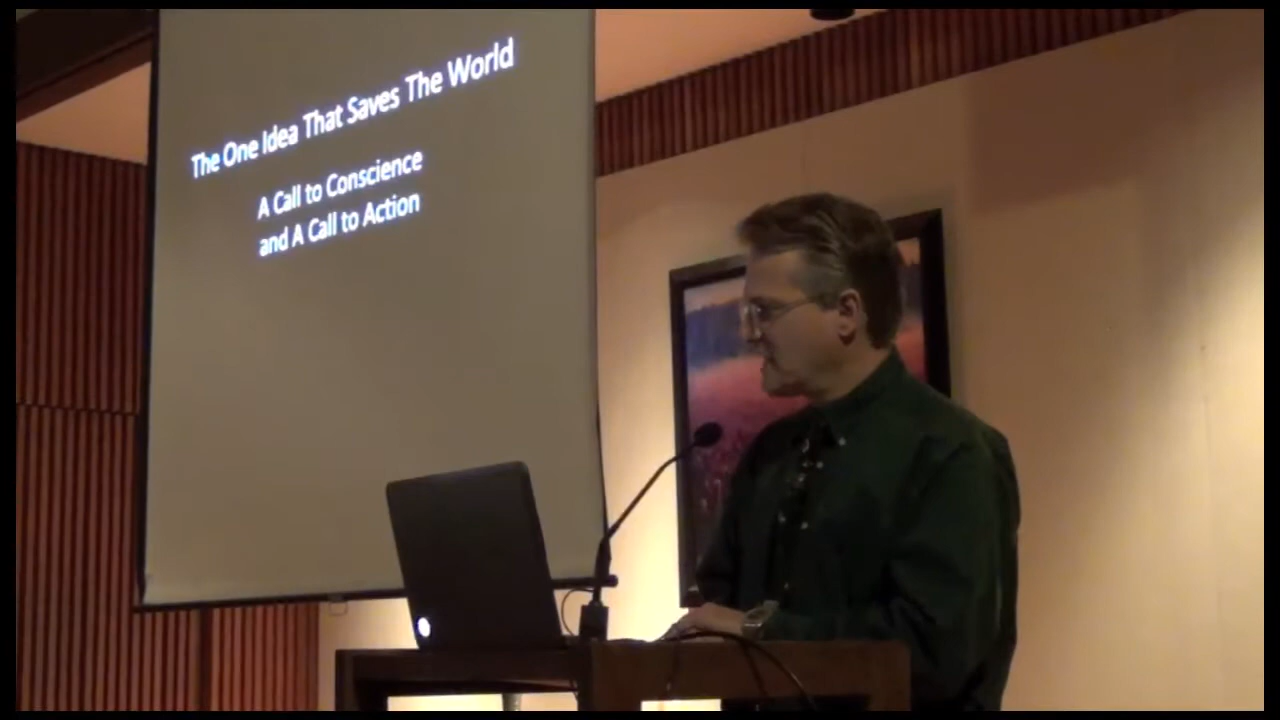 The One Idea That Saves The World
A Call to Conscience
and A Call to Action